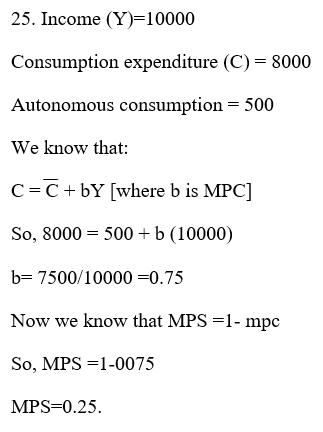 25. Income (Y)=10000
Consumption expenditure (C) = 8000
Autonomous consumption = 500
We know that:
C = C̅ + bY [where b is MPC]
So, 8000 = 500 + b (10000)
b= 7500/10000 =0.75
Now we know that MPS =1- mpc
So, MPS =1-0075
MPS=0.25.